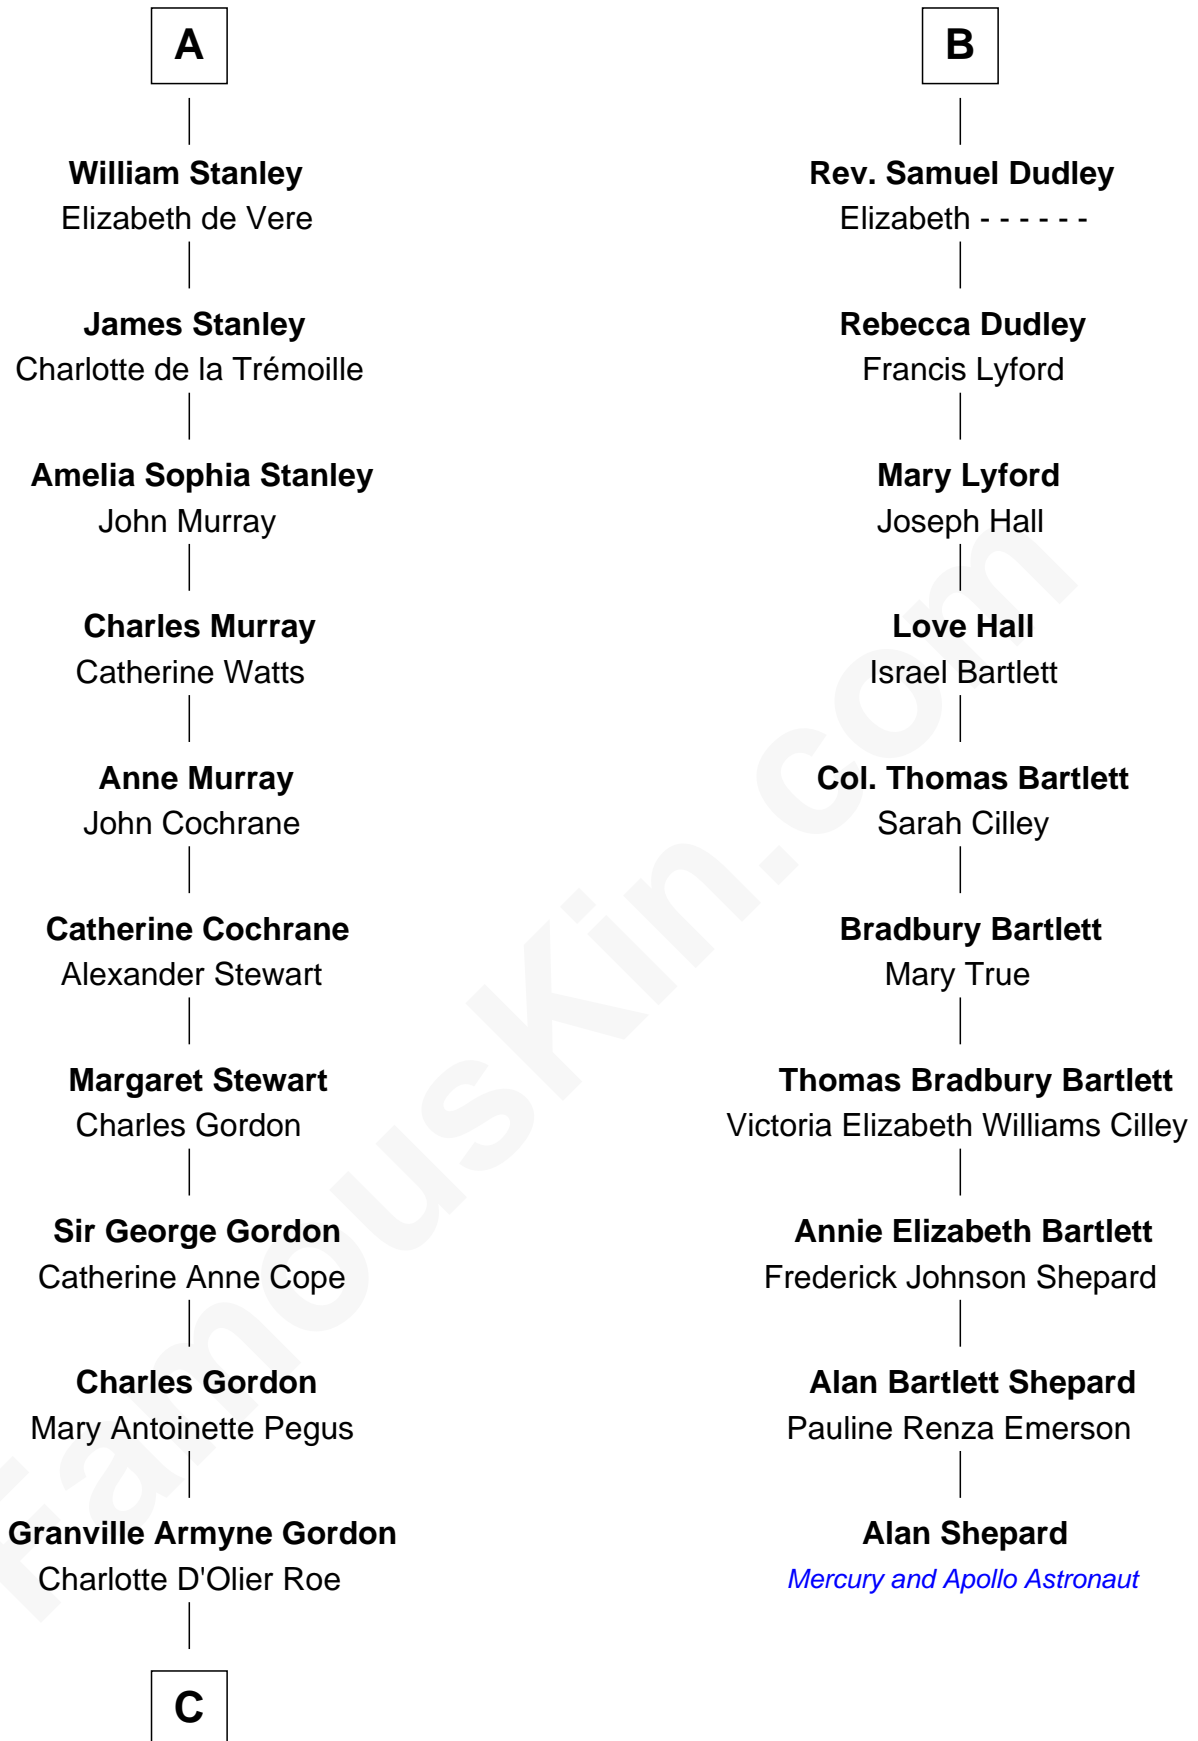 A
William Stanley
Elizabeth de Vere
James Stanley
Charlotte de la Trémoille
Amelia Sophia Stanley
John Murray
Charles Murray
Catherine Watts
Anne Murray
John Cochrane
Catherine Cochrane
Alexander Stewart
Margaret Stewart
Charles Gordon
Sir George Gordon
Catherine Anne Cope
Charles Gordon
Mary Antoinette Pegus
Granville Armyne Gordon
Charlotte D'Olier Roe
C
B
Rev. Samuel Dudley
Elizabeth - - - - - -
Rebecca Dudley
Francis Lyford
Mary Lyford
Joseph Hall
Love Hall
Israel Bartlett
Col. Thomas Bartlett
Sarah Cilley
Bradbury Bartlett
Mary True
Thomas Bradbury Bartlett
Victoria Elizabeth Williams Cilley
Annie Elizabeth Bartlett
Frederick Johnson Shepard
Alan Bartlett Shepard
Pauline Renza Emerson
Alan Shepard
Mercury and Apollo Astronaut
FamousKin.com